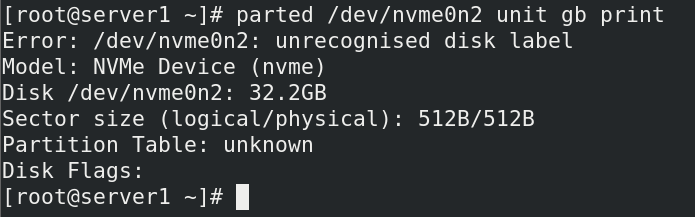 [root@server1 ~]# parted /dev/nvme0n2 unit gb print
Error: /dev/nvme0n2: unrecognised disk label
Model: NVMe Device (nvme)
Disk /dev/nvme0n2: 32.2GB
Sector size (logical/physical): 512B/512B
Partition Table: unknown
Disk Flags:
[root@server1 ~]#